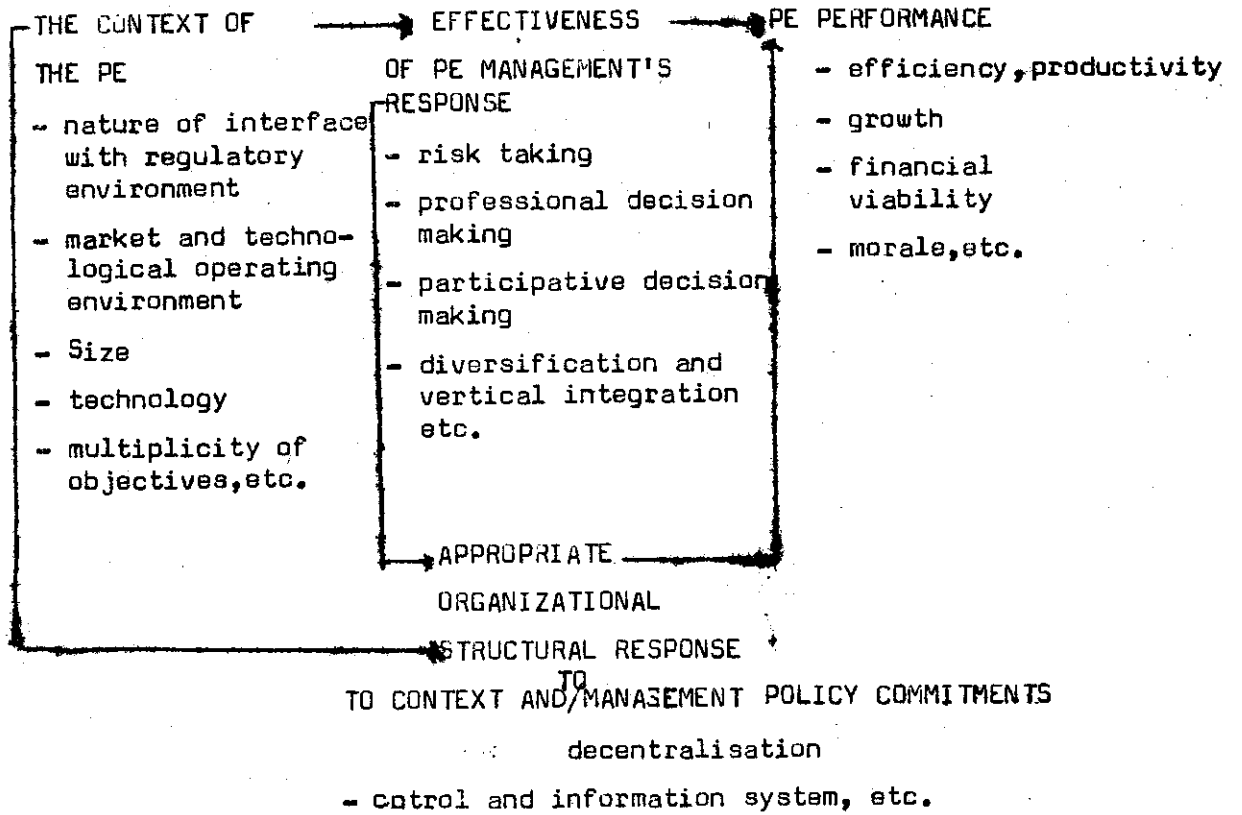 THE CONTEXT OF
THE PE
- nature of interface
with regulatory
environment
- market and techno-
logical operating
environment
- Size
- technology
- multiplicity of
objectives,etc.
EFFECTIVENESS
OF PE MANAGEMENT'S
RESPONSE
- risk taking
- professional decision
making
- participative decision
making
- diversification and
vertical integration
etc.
PE PERFORMANCE
- efficiency,productivity
- growth
- financial
viability
- morale,etc.
APPROPRIATE
ORGANIZATIONAL
STRUCTURAL RESPONSE
TO CONTEXT AND/TO MANAGEMENT POLICY COMMITMENTS
decentralisation
- cotrol and information system, etc.